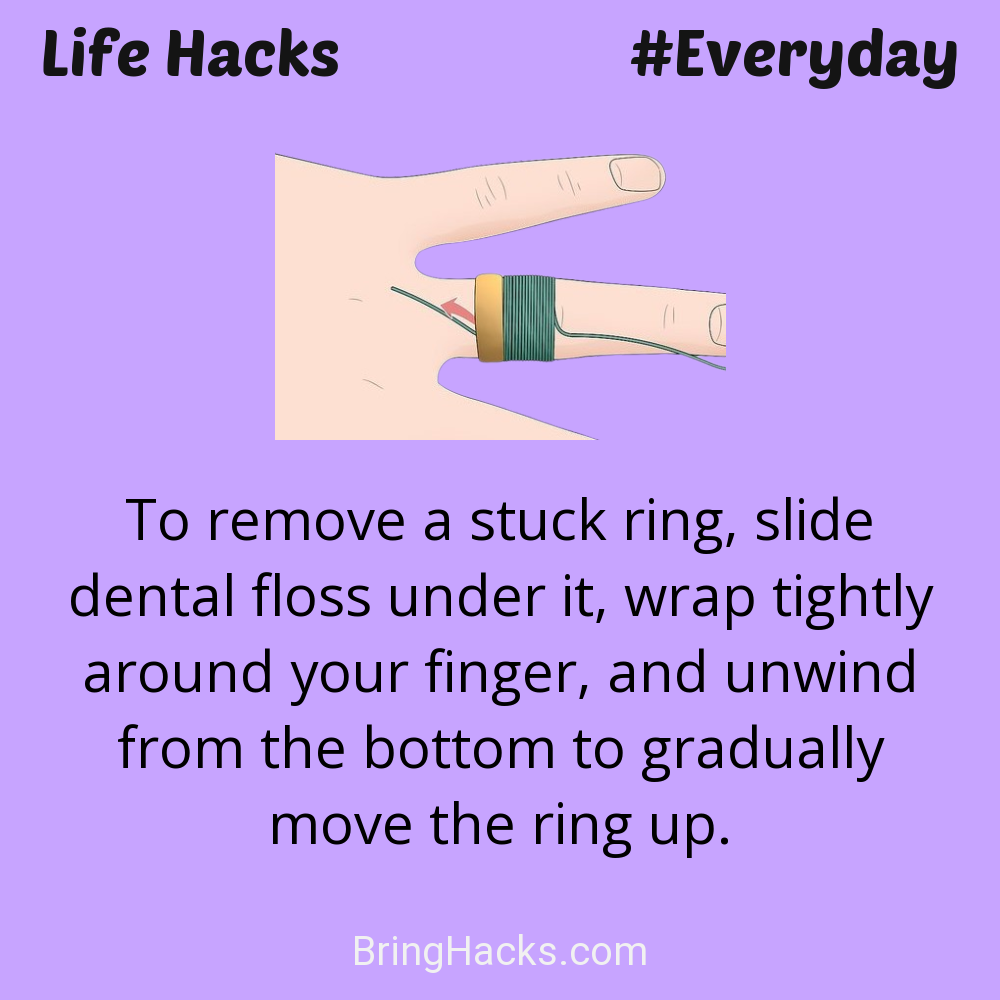 Life Hacks #Everyday
To remove a stuck ring, slide
dental floss under it, wrap tightly
around your finger, and unwind
from the bottom to gradually
move the ring up.
BringHacks.com